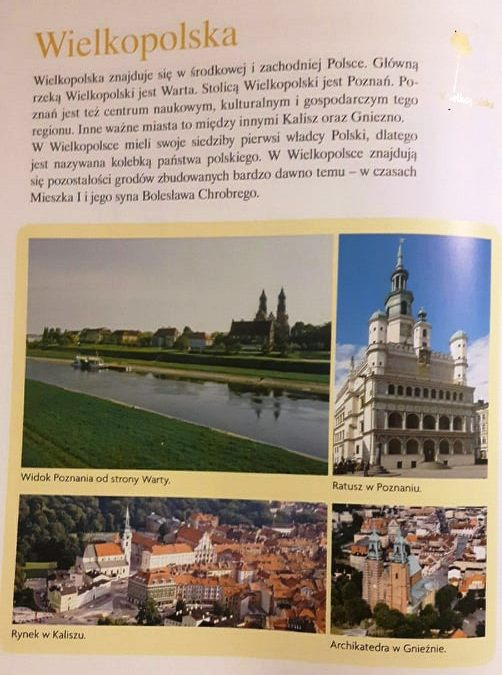 Wielkopolska
Wielkopolska znajduje się w środkowej i zachodniej Polsce. Główną
rzeką Wielkopolski jest Warta. Stolicą Wielkopolski jest Poznań. Po-
znań jest też centrum naukowym, kulturalnym i gospodarczym tego
regionu. Inne ważne miasta to między innymi Kalisz oraz Gniezno.
W Wielkopolsce mieli swoje siedziby pierwsi władcy Polski, dlatego
jest nazywana kolebką państwa polskiego. W Wielkopolsce znajdują
się pozostałości grodów zbudowanych bardzo dawno temu – w czasach
Mieszka I i jego syna Bolesława Chrobrego.
Widok Poznania od strony Warty.
Ratusz w Poznaniu.
Rynek w Kaliszu.
Archikatedra w Gnieźnie.